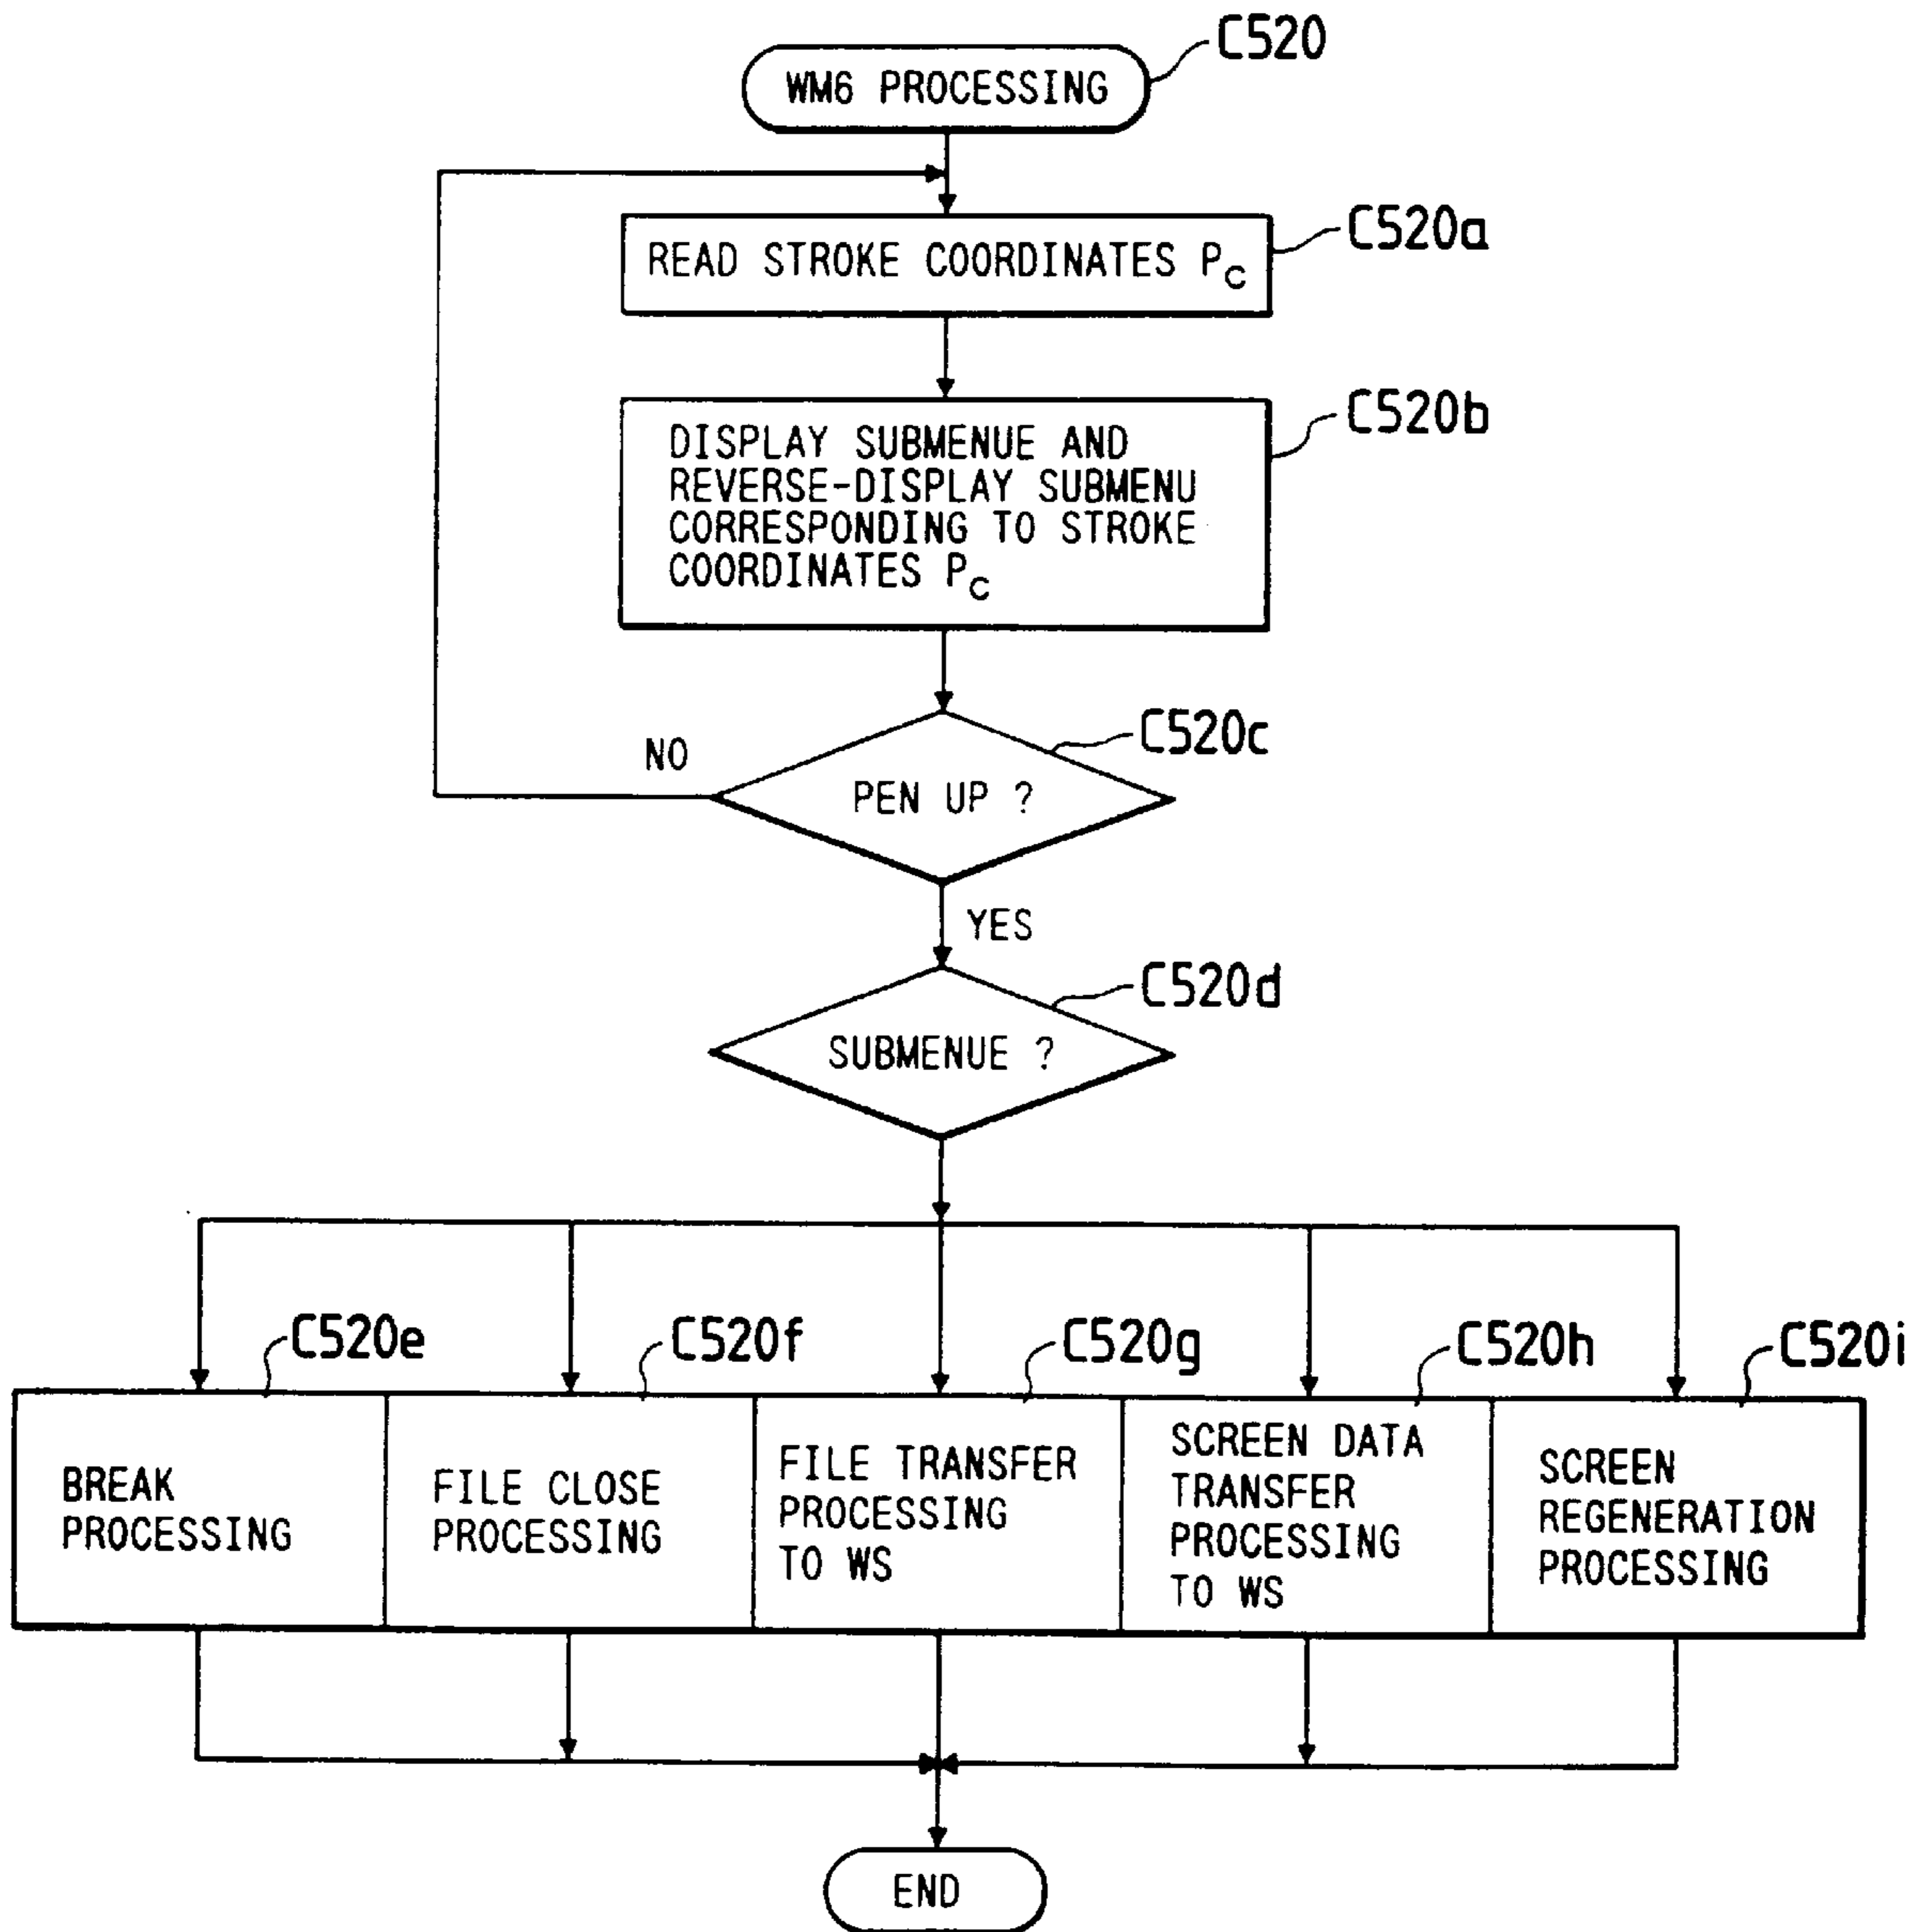 C520
WM6 PROCESSING
C520a
READ STROKE COORDINATES PC
C520b
DISPLAY SUBMENUE AND
REVERSE-DISPLAY SUBMENU
CORRESPONDING TO STROKE
COORDINATES PC
C520c
NO
PEN UP ?
YES
C520d
SUBMENUE ?
C520e
BREAK
PROCESSING
C520f
FILE CLOSE
PROCESSING
C520g
FILE TRANSFER
PROCESSING
TO WS
C520h
SCREEN DATA
TRANSFER
PROCESSING
TO WS
C520i
SCREEN
REGENERATION
PROCESSING
END